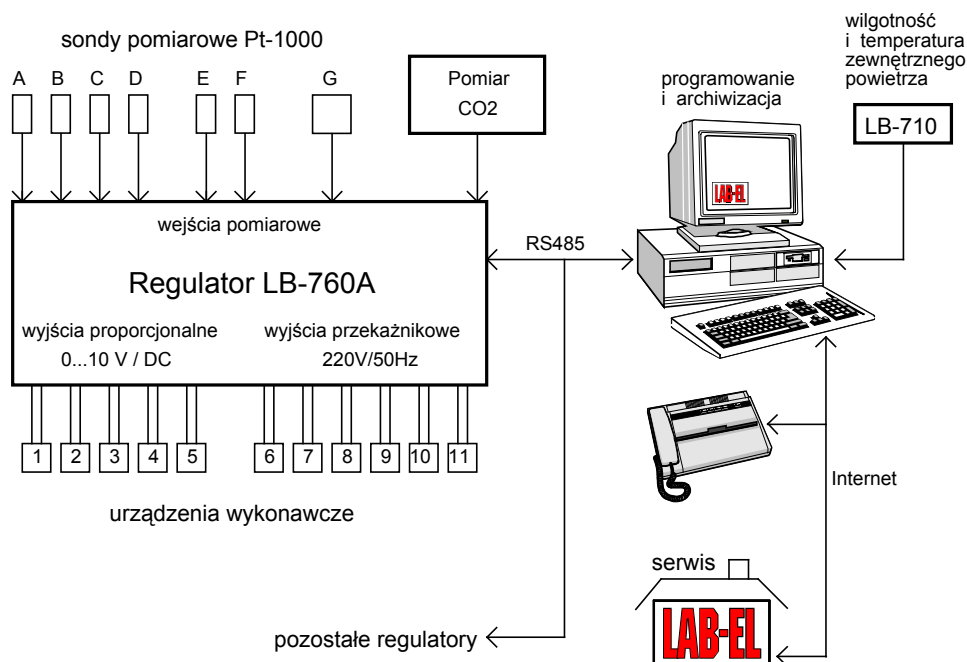 sondy pomiarowe Pt-1000
A B C D E F G
Pomiar
CO2
programowanie
i archiwizacja
wilgotność
i temperatura
zewnętrznego
powietrza
LB-710
LAB-EL
wejścia pomiarowe
RS485
Regulator LB-760A
wyjścia proporcjonalne
0...10 V / DC
wyjścia przekażnikowe
220V/50Hz
1 2 3 4 5 6 7 8 9 10 11
urządzenia wykonawcze
Internet
serwis
LAB-EL
pozostałe regulatory